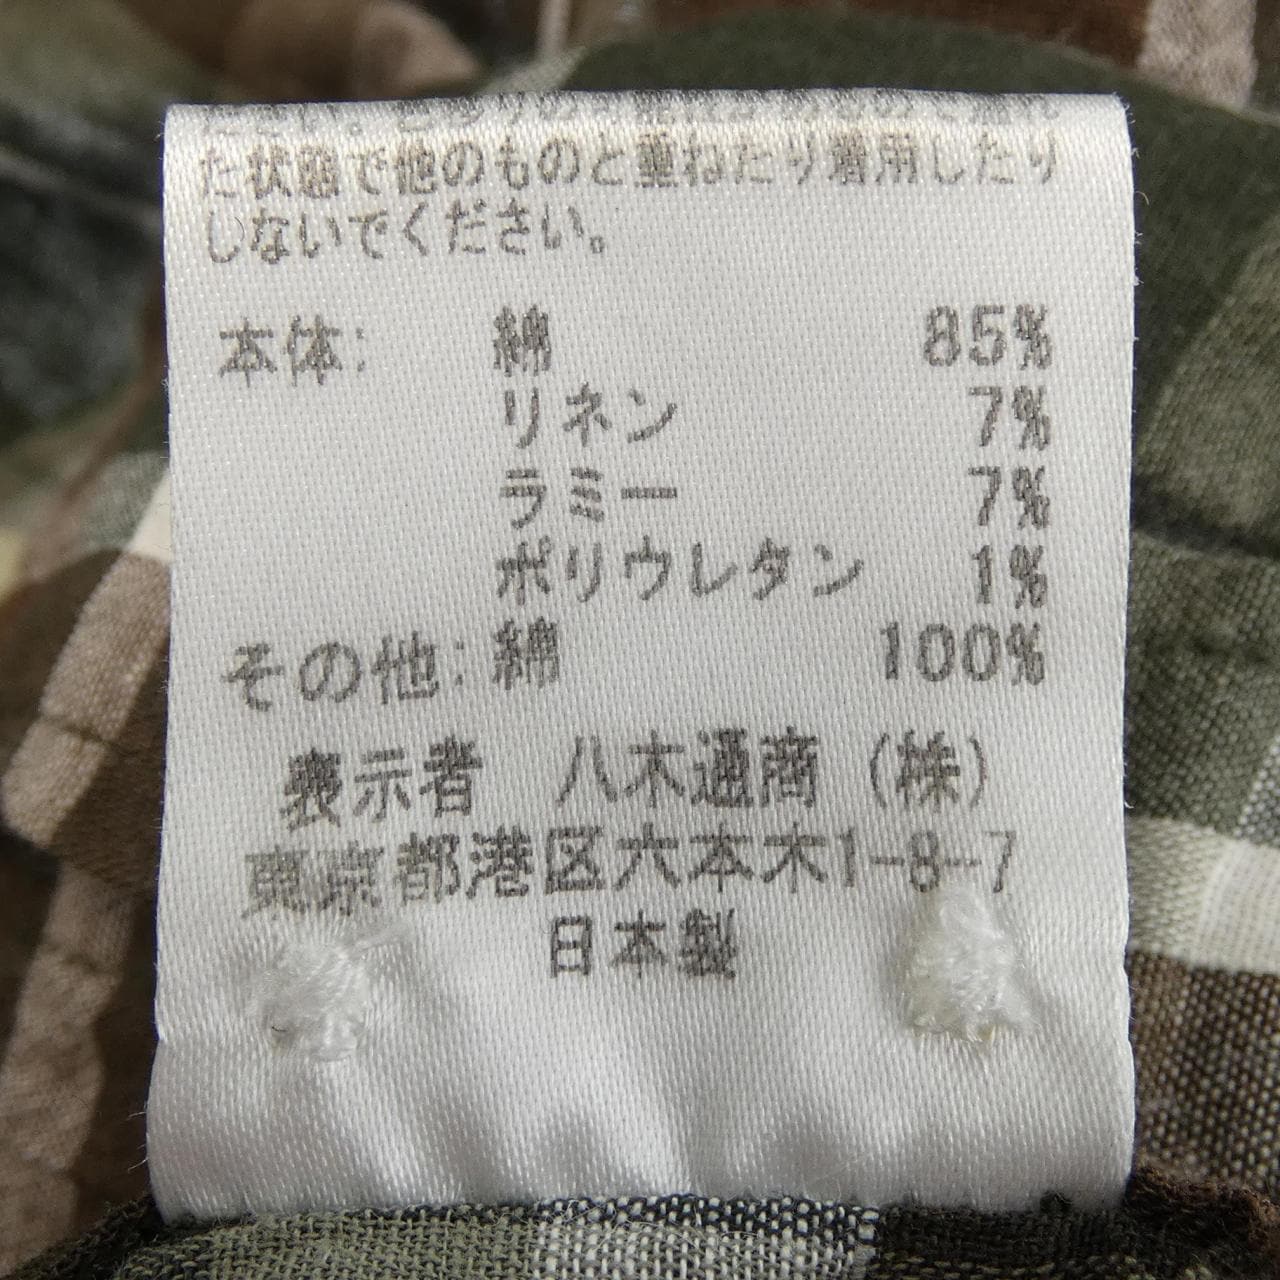 た状態で他のものと重ねたり着用したり
しないでください。
本体: 綿 85%
リネン 7%
ラミー 7%
ポリウレタン 1%
その他: 綿 100%
表示者 八木通商(株)
東京都港区六本木1-8-7
日本製